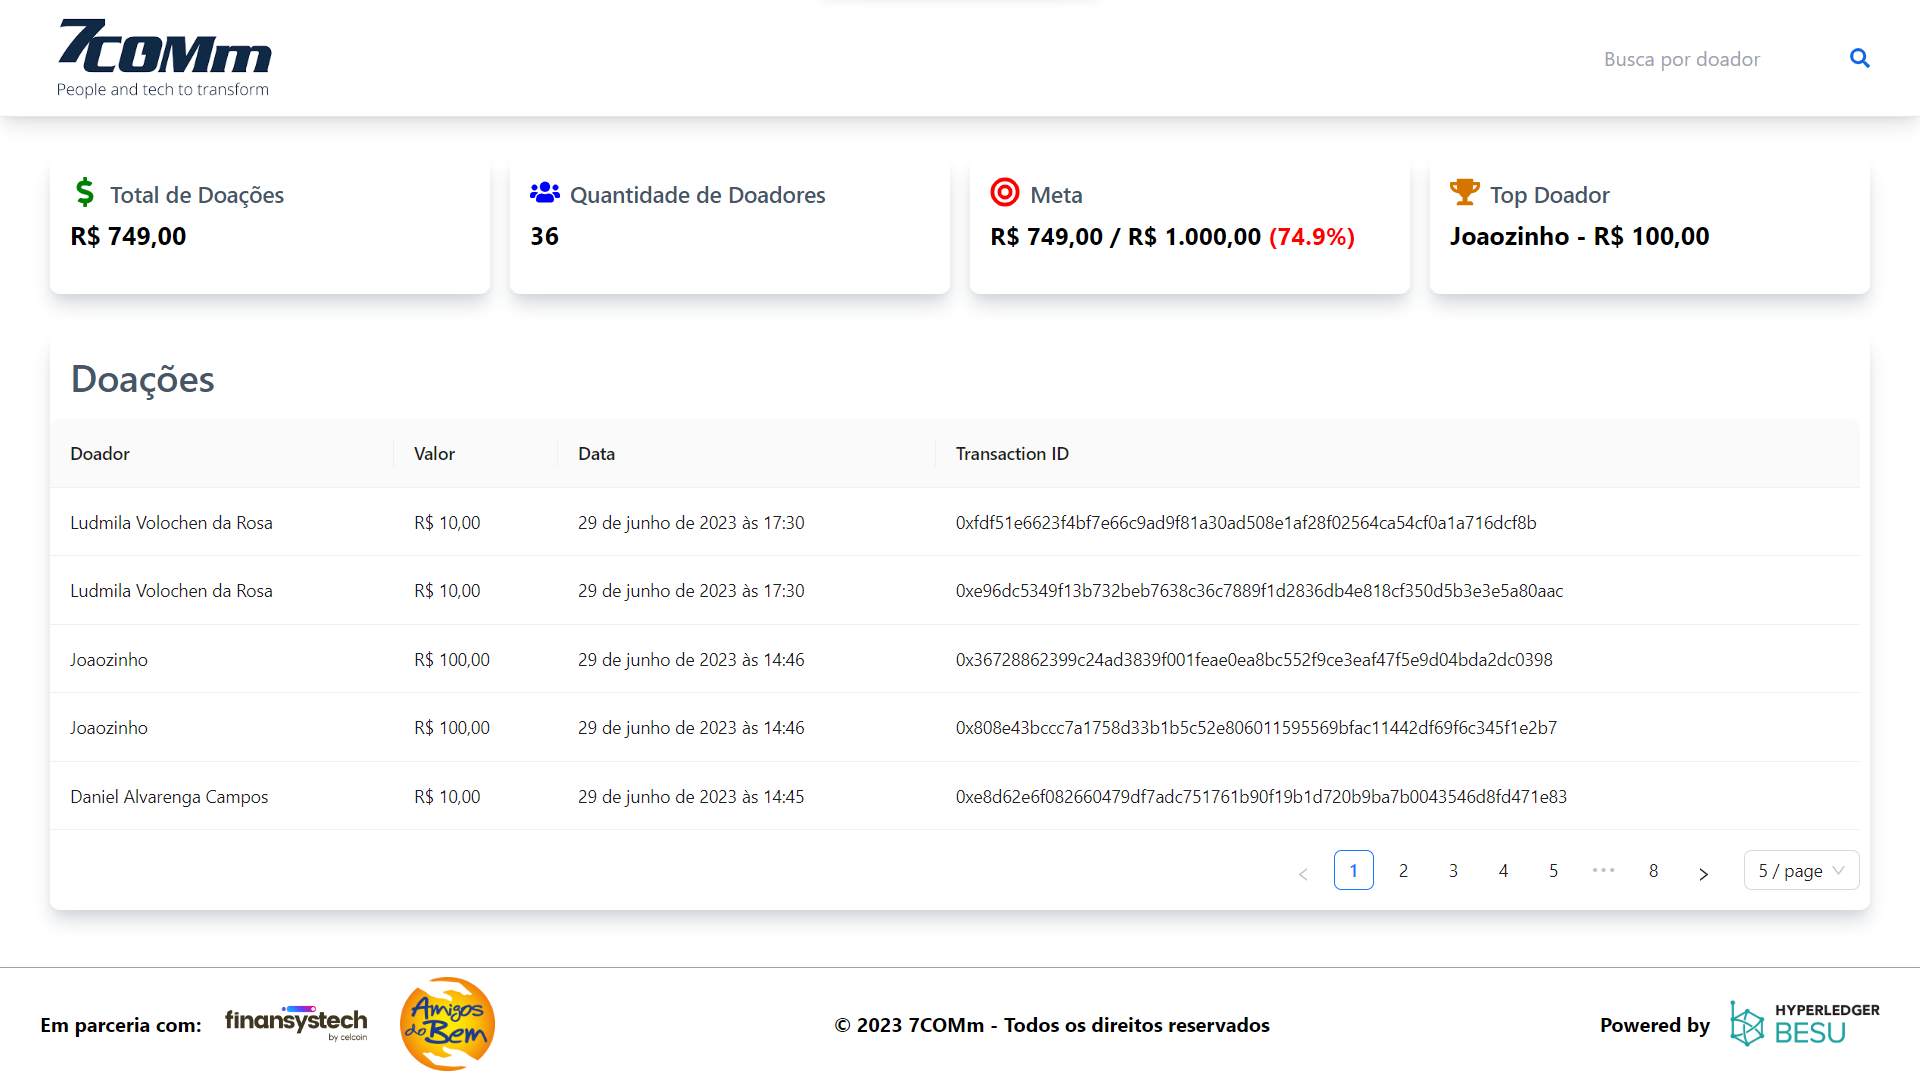 7COMm
People and tech to transform
Busca por doador
Total de Doações
R$ 749,00
Quantidade de Doadores
36
Meta
R$ 749,00 / R$ 1.000,00 (74.9%)
Top Doador
Joaozinho - R$ 100,00
Doações
Doador Valor Data Transaction ID
Ludmila Volochen da Rosa R$ 10,00 29 de junho de 2023 às 17:30 0xfdf51e6623f4bf7e66c9ad9f81a30ad508e1af28f02564ca54cf0a1a716dcf8b
Ludmila Volochen da Rosa R$ 10,00 29 de junho de 2023 às 17:30 0xe96dc5349f13b732beb7638c36c7889f1d2836db4e818cf350d5b3e3e5a80aac
Joaozinho R$ 100,00 29 de junho de 2023 às 14:46 0x36728862399c24ad3839f001feae0ea8bc552f9ce3eaf47f5e9d04bda2dc0398
Joaozinho R$ 100,00 29 de junho de 2023 às 14:46 0x808e43bccc7a1758d33b1b5c52e806011595569bfac11442df69f6c345f1e2b7
Daniel Alvarenga Campos R$ 10,00 29 de junho de 2023 às 14:45 0xe8d62e6f082660479df7adc751761b90f19b1d720b9ba7b0043546d8fd471e83
< 1 2 3 4 5 ••• 8 > 5 / page
Em parceria com:
finansystech
by celcoin
Amigos
do Bem
© 2023 7COMm - Todos os direitos reservados
Powered by
HYPERLEDGER
BESU